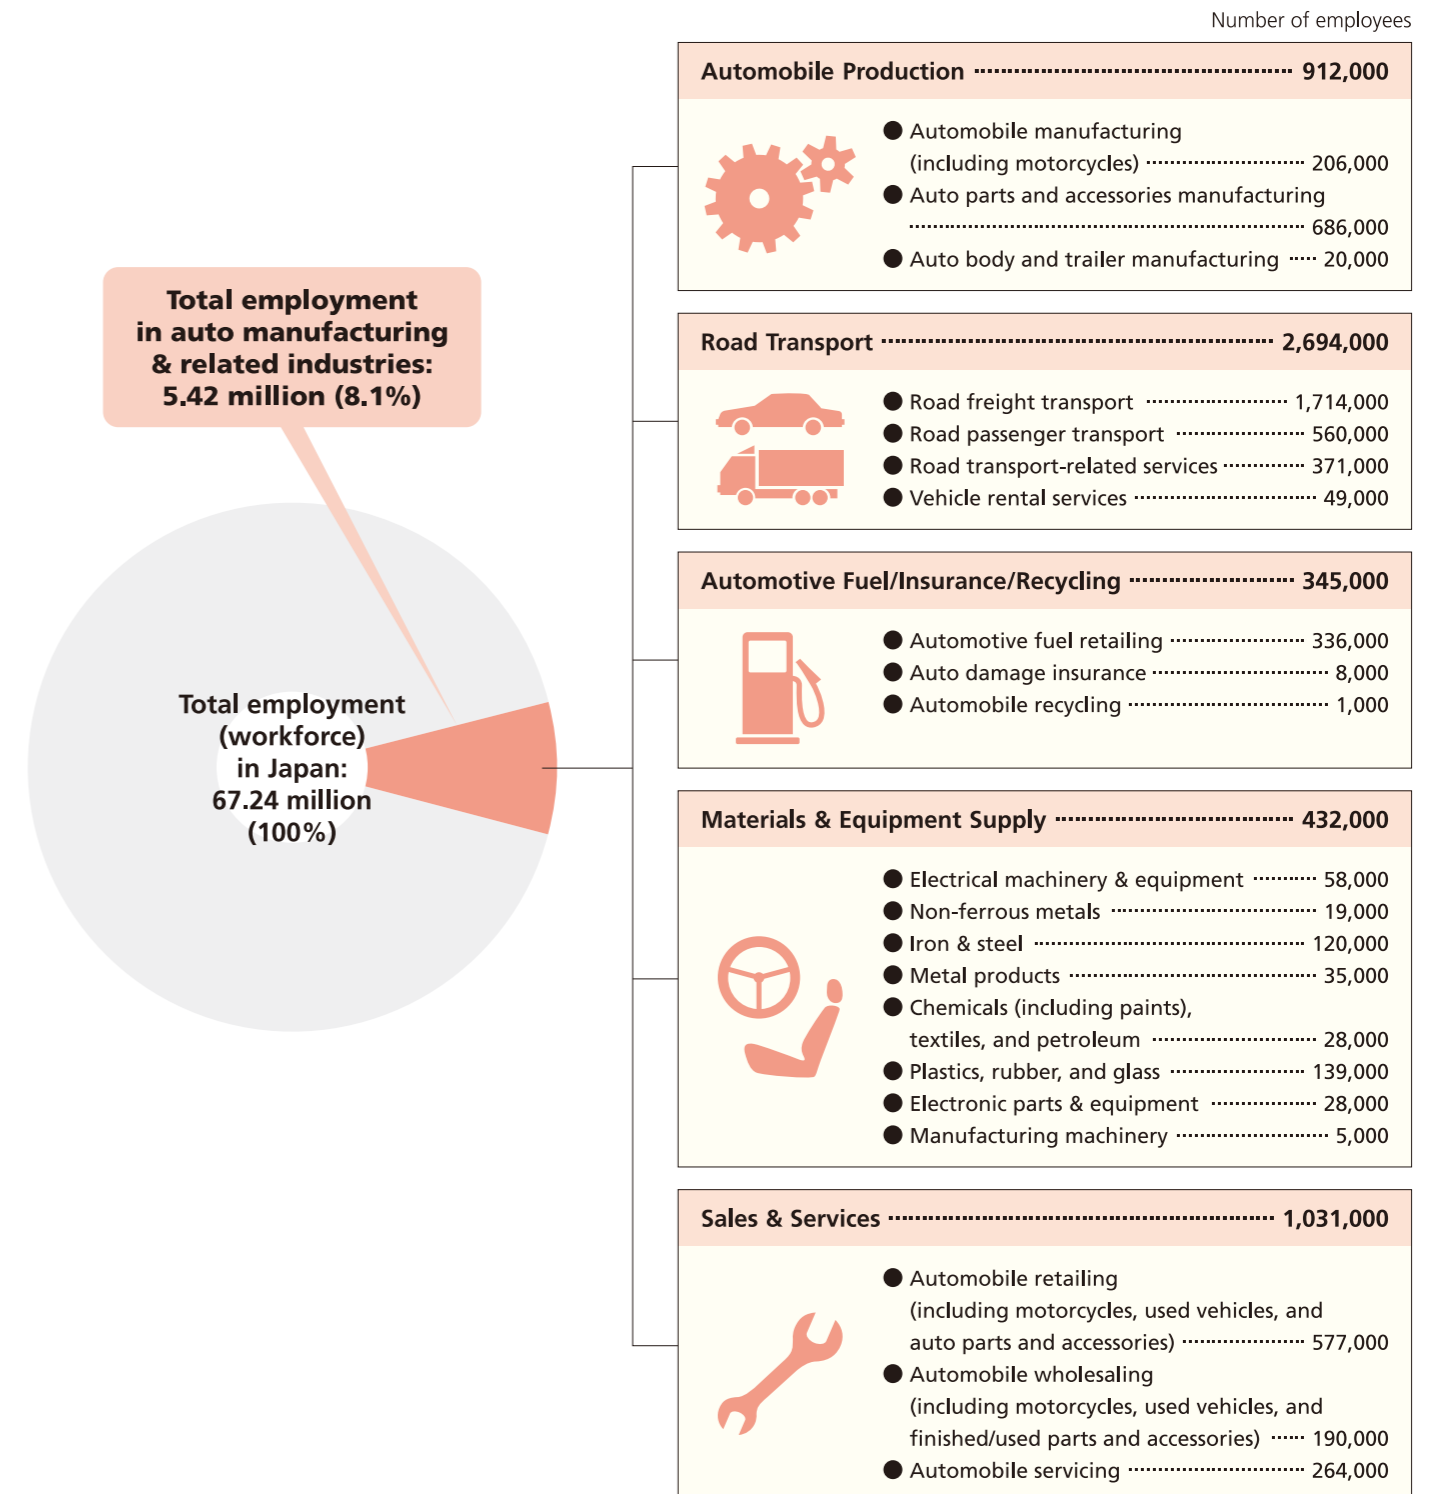 Number of employees
Total employment
in auto manufacturing
& related industries:
5.42 million (8.1%)
Total employment
(workforce)
in Japan:
67.24 million
(100%)
Automobile Production 912,000
● Automobile manufacturing
(including motorcycles) 206,000
● Auto parts and accessories manufacturing
686,000
● Auto body and trailer manufacturing 20,000
Road Transport 2,694,000
● Road freight transport 1,714,000
● Road passenger transport 560,000
● Road transport-related services 371,000
● Vehicle rental services 49,000
Automotive Fuel/Insurance/Recycling 345,000
● Automotive fuel retailing 336,000
● Auto damage insurance 8,000
● Automobile recycling 1,000
Materials & Equipment Supply 432,000
● Electrical machinery & equipment 58,000
● Non-ferrous metals 19,000
● Iron & steel 120,000
● Metal products 35,000
● Chemicals (including paints),
textiles, and petroleum 28,000
● Plastics, rubber, and glass 139,000
● Electronic parts & equipment 28,000
● Manufacturing machinery 5,000
Sales & Services 1,031,000
● Automobile retailing
(including motorcycles, used vehicles, and
auto parts and accessories) 577,000
● Automobile wholesaling
(including motorcycles, used vehicles, and
finished/used parts and accessories) 190,000
● Automobile servicing 264,000